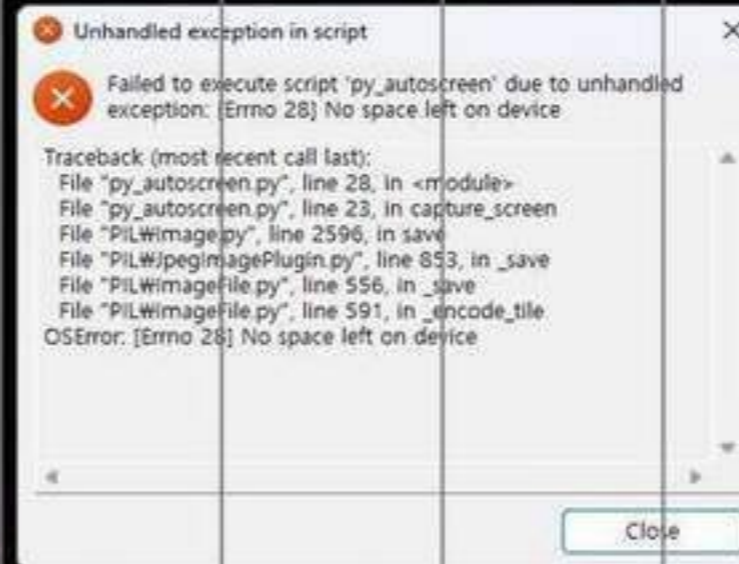 Unhandled exception in script
Failed to execute script 'py_autoscreen' due to unhandled
exception: [Errno 28] No space left on device
Traceback (most recent call last):
File "py_autoscreen.py", line 28, in <module>
File "py_autoscreen.py", line 23, in capture_screen
File "PIL₩Image.py", line 2596, in save
File "PIL₩JpegImagePlugin.py", line 853, in _save
File "PIL₩ImageFile.py", line 556, in _save
File "PIL₩ImageFile.py", line 591, in _encode_tile
OSError: [Errno 28] No space left on device
Close